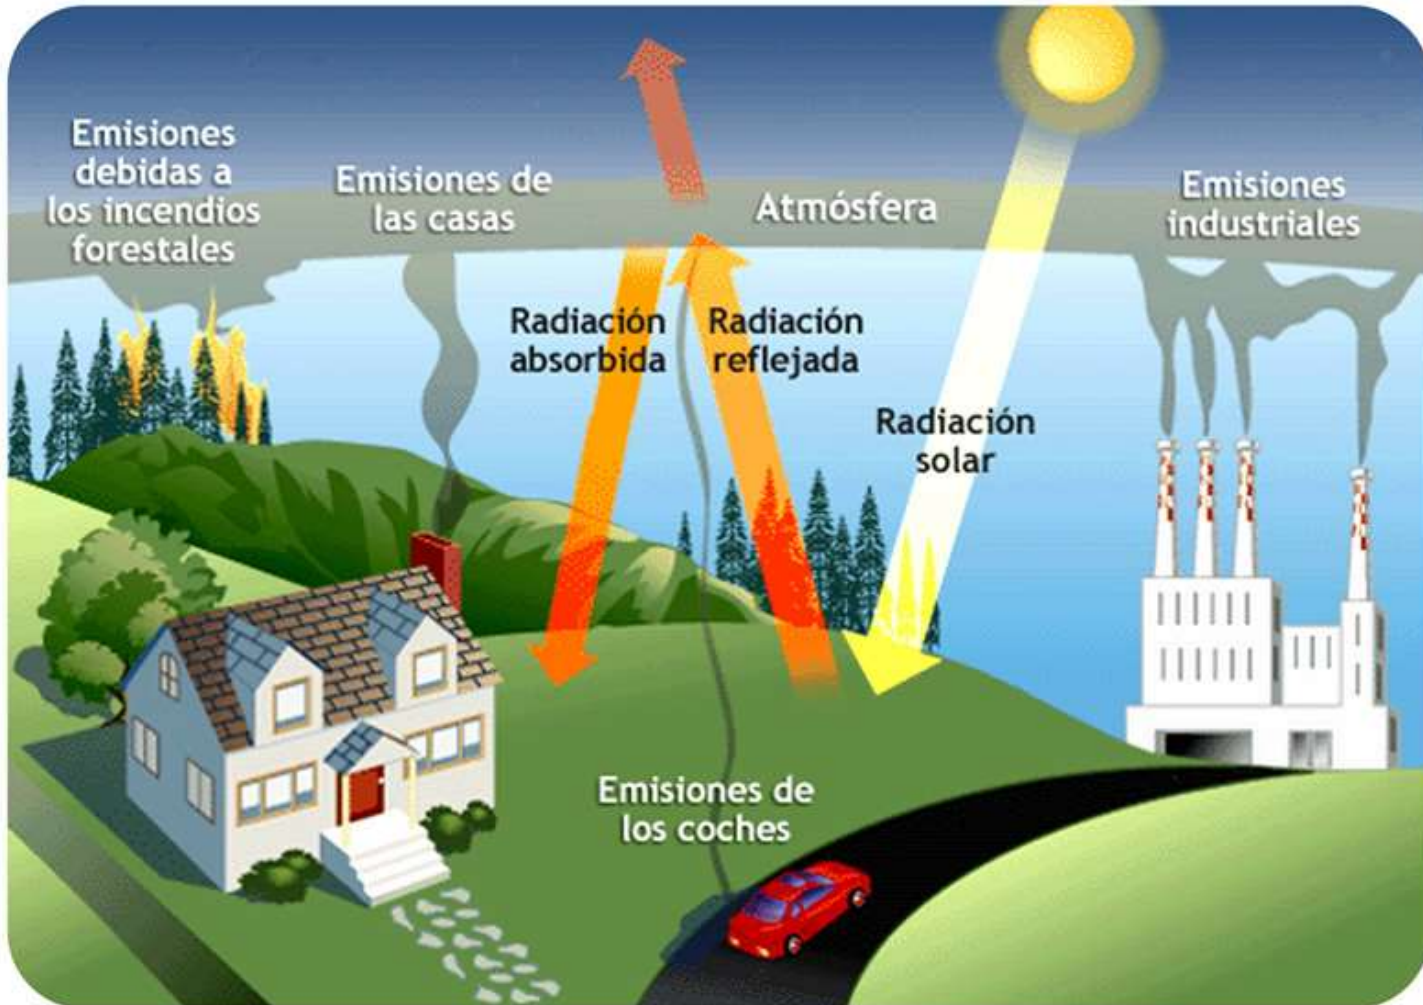 Emisiones
debidas a
los incendios
forestales
Emisiones de
las casas
Atmósfera
Emisiones
industriales
Radiación
absorbida
Radiación
reflejada
Radiación
solar
Emisiones de
los coches